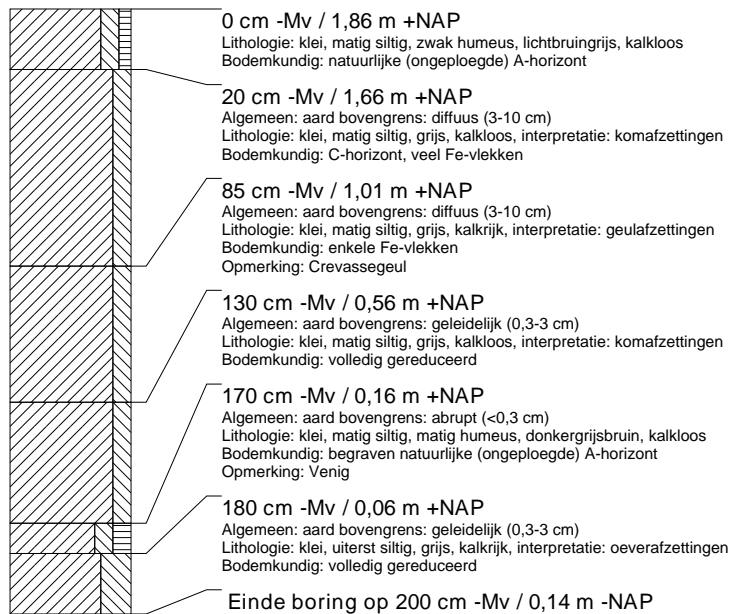 0 cm -Mv / 1,86 m +NAP
Lithologie: klei, matig siltig, zwak humeus, lichtbruingrijs, kalkloos
Bodemkundig: natuurlijke (ongeploegde) A-horizont
20 cm -Mv / 1,66 m +NAP
Algemeen: aard bovengrens: diffuus (3-10 cm)
Lithologie: klei, matig siltig, grijs, kalkloos, interpretatie: komafzettingen
Bodemkundig: C-horizont, veel Fe-vlekken
85 cm -Mv / 1,01 m +NAP
Algemeen: aard bovengrens: diffuus (3-10 cm)
Lithologie: klei, matig siltig, grijs, kalkrijk, interpretatie: geulafzettingen
Bodemkundig: enkele Fe-vlekken
Opmerking: Crevassegeul
130 cm -Mv / 0,56 m +NAP
Algemeen: aard bovengrens: geleidelijk (0,3-3 cm)
Lithologie: klei, matig siltig, grijs, kalkloos, interpretatie: komafzettingen
Bodemkundig: volledig gereduceerd
170 cm -Mv / 0,16 m +NAP
Algemeen: aard bovengrens: abrupt (<0,3 cm)
Lithologie: klei, matig siltig, matig humeus, donkergrijsbruin, kalkloos
Bodemkundig: begraven natuurlijke (ongeploegde) A-horizont
Opmerking: Venig
180 cm -Mv / 0,06 m +NAP
Algemeen: aard bovengrens: geleidelijk (0,3-3 cm)
Lithologie: klei, uiterst siltig, grijs, kalkrijk, interpretatie: oeverafzettingen
Bodemkundig: volledig gereduceerd
Einde boring op 200 cm -Mv / 0,14 m -NAP